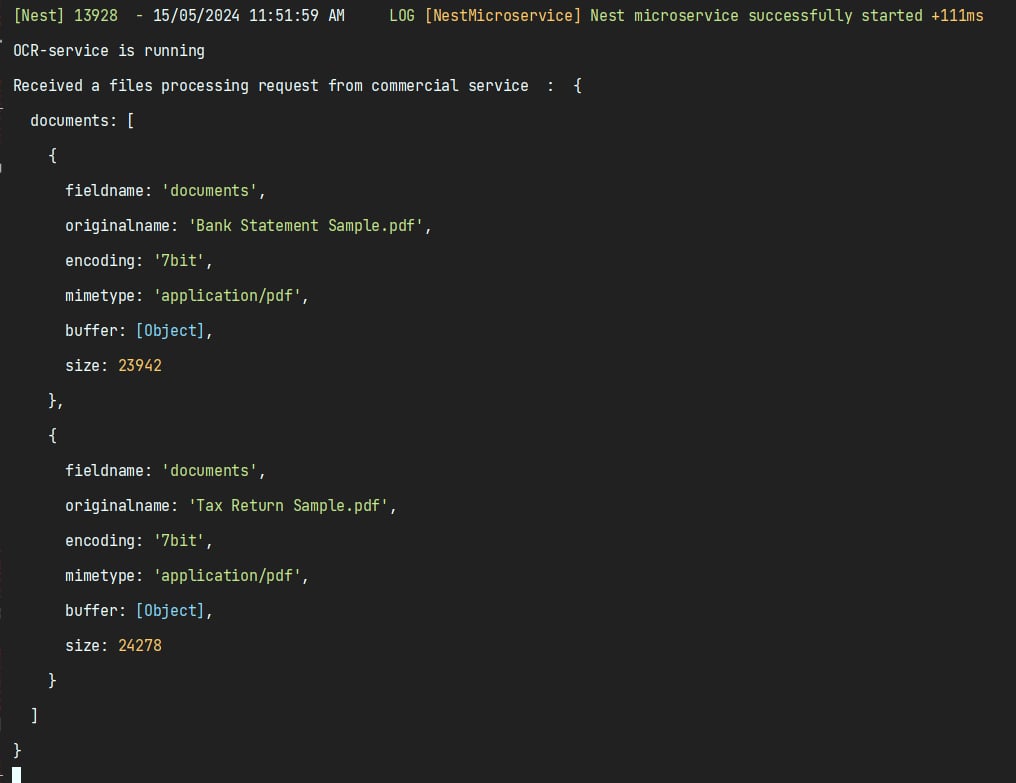 [Nest] 13928  - 15/05/2024 11:51:59 AM     LOG [NestMicroservice] Nest microservice successfully started +111ms
OCR-service is running
Received a files processing request from commercial service  :  {
  documents: [
    {
      fieldname: 'documents',
      originalname: 'Bank Statement Sample.pdf',
      encoding: '7bit',
      mimetype: 'application/pdf',
      buffer: [Object],
      size: 23942
    },
    {
      fieldname: 'documents',
      originalname: 'Tax Return Sample.pdf',
      encoding: '7bit',
      mimetype: 'application/pdf',
      buffer: [Object],
      size: 24278
    }
  ]
}